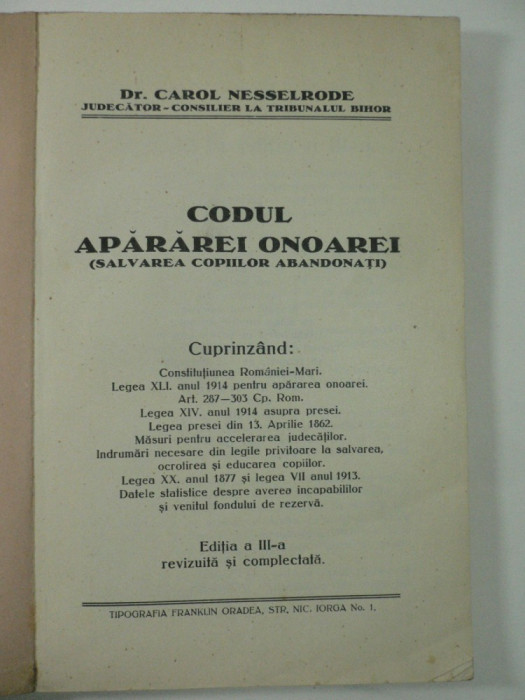 Dr. CAROL NESSELRODE
JUDECĂTOR-CONSILIER LA TRIBUNALUL BIHOR
CODUL
APĂRĂREI ONOAREI
(SALVAREA COPIILOR ABANDONAȚI)
Cuprinzând:
Constituțiunea României-Mari.
Legea XLI. anul 1914 pentru apărarea onoarei.
Art. 287—303 Cp. Rom.
Legea XIV. anul 1914 asupra presei.
Legea presei din 13. Aprilie 1862.
Măsuri pentru accelerarea judecăților.
Indrumări necesare din legile privitoare la salvarea,
ocrolirea și educarea copiilor.
Legea XX. anul 1877 și legea VII anul 1913.
Datele statistice despre averea incapabililor
și venitul fondului de rezervă.
Ediția a III-a
revizuită și complectată.
TIPOGRAFIA FRANKLIN ORADEA, STR, NIC. IORGA No. 1.